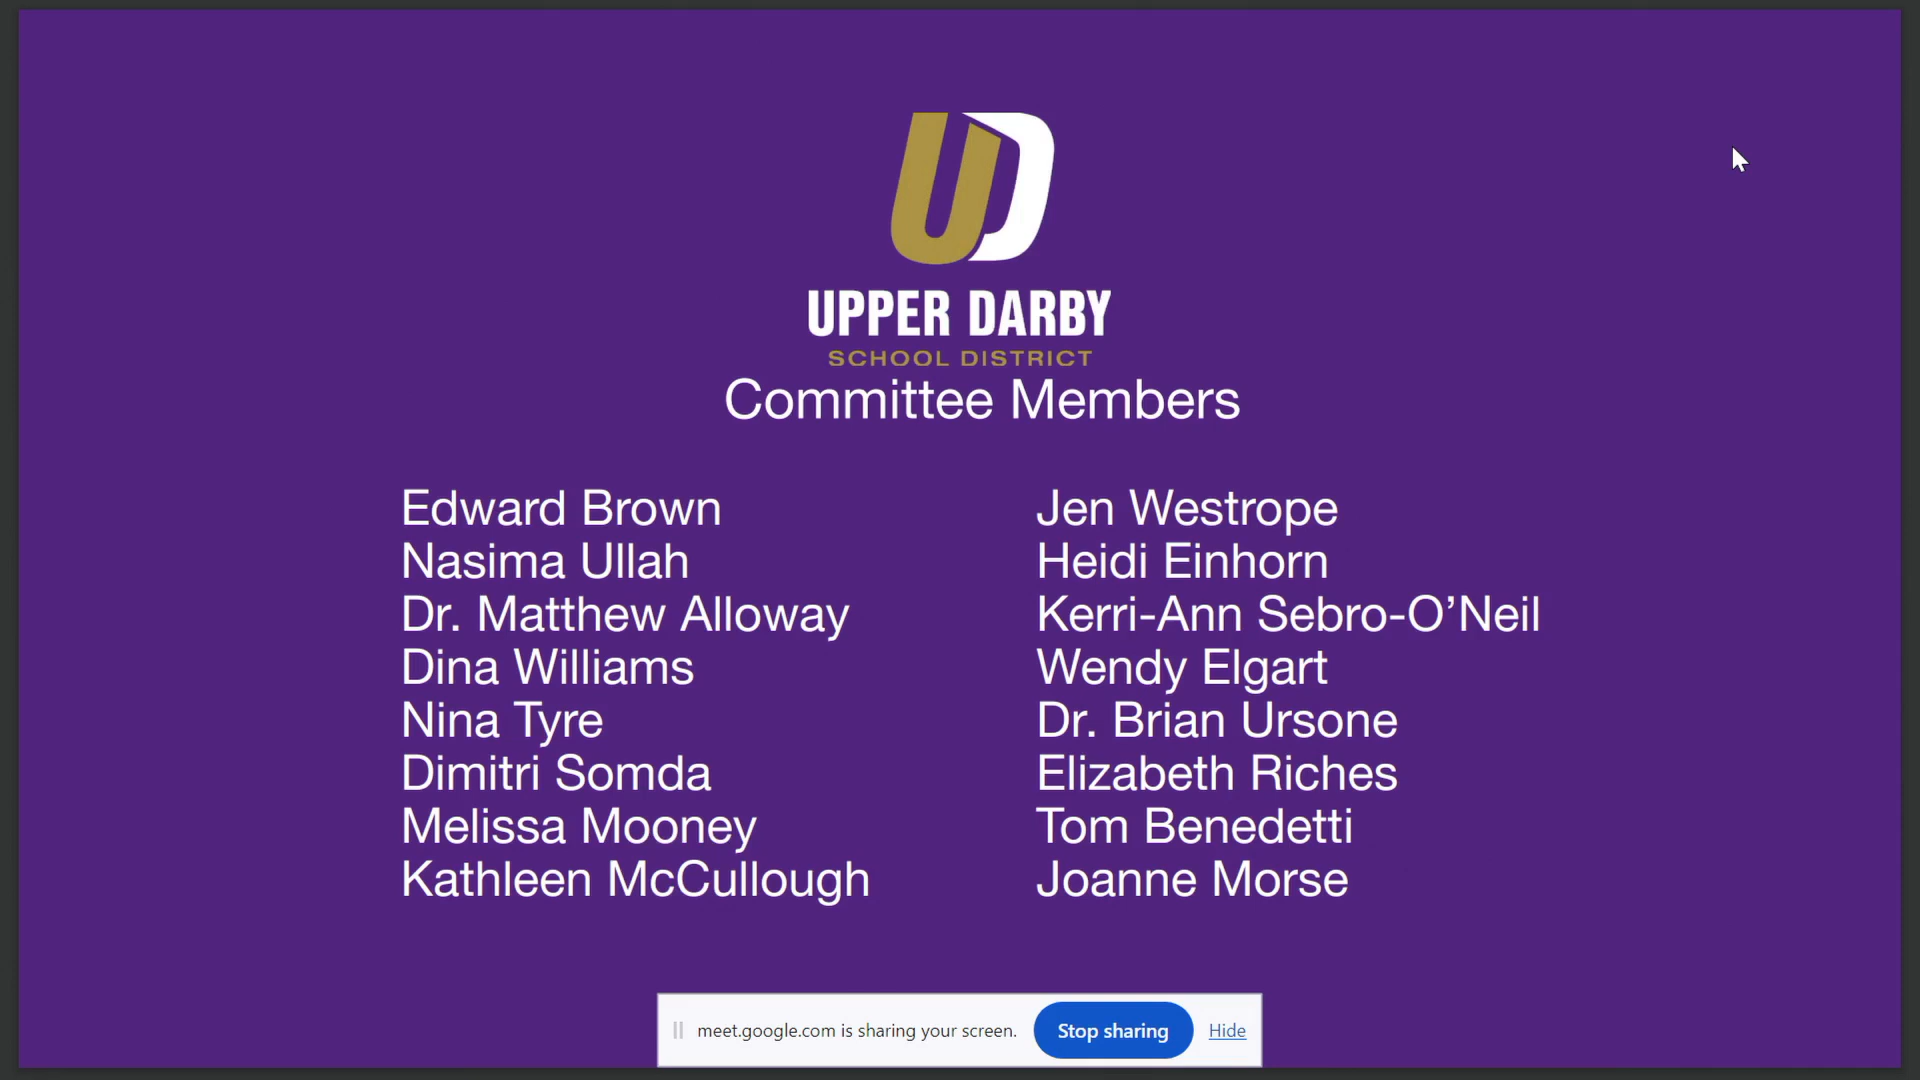 UD
UPPER DARBY
SCHOOL DISTRICT
Committee Members
Edward Brown
Nasima Ullah
Dr. Matthew Alloway
Dina Williams
Nina Tyre
Dimitri Somda
Melissa Mooney
Kathleen McCullough
Jen Westrope
Heidi Einhorn
Kerri-Ann Sebro-O’Neil
Wendy Elgart
Dr. Brian Ursone
Elizabeth Riches
Tom Benedetti
Joanne Morse
meet.google.com is sharing your screen. Stop sharing Hide